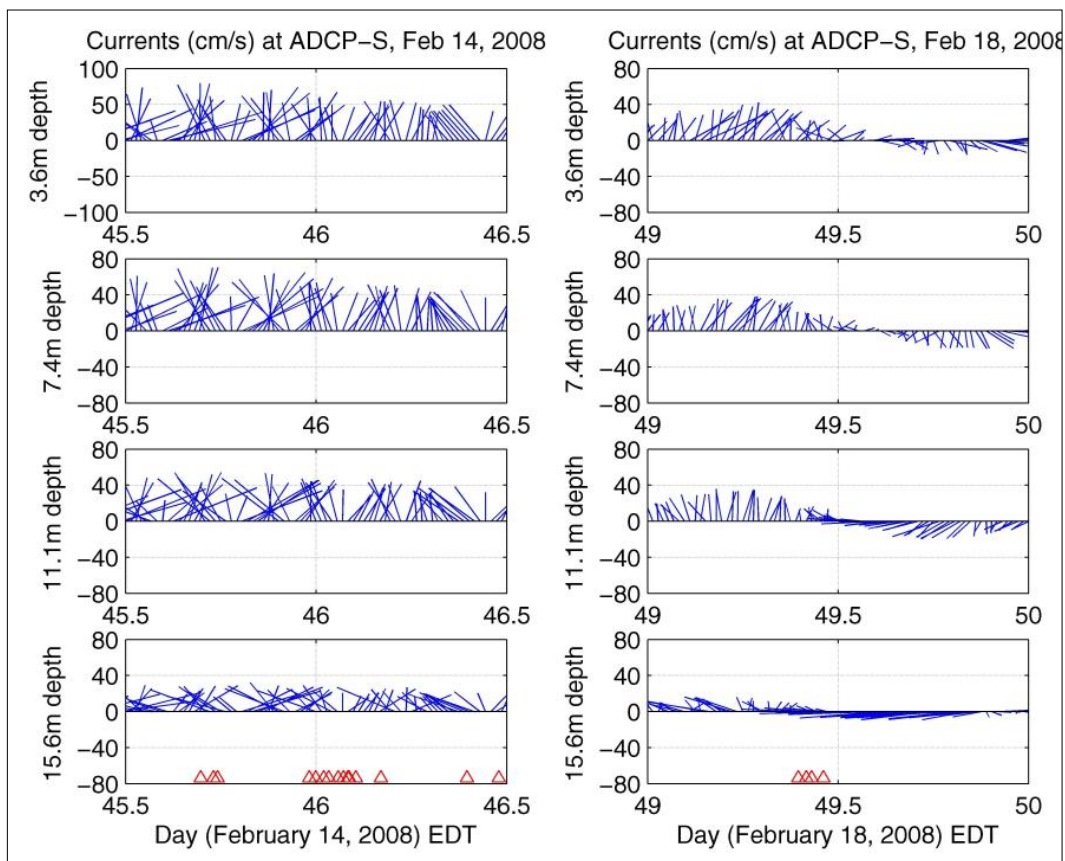 Currents (cm/s) at ADCP−S, Feb 14, 2008
100
50
0
−50
−100
3.6m depth
45.5 46 46.5
80
40
0
−40
−80
7.4m depth
45.5 46 46.5
80
40
0
−40
−80
11.1m depth
45.5 46 46.5
80
40
0
−40
−80
15.6m depth
45.5 46 46.5
Day (February 14, 2008) EDT
Currents (cm/s) at ADCP−S, Feb 18, 2008
80
40
0
−40
−80
3.6m depth
49 49.5 50
80
40
0
−40
−80
7.4m depth
49 49.5 50
80
40
0
−40
−80
11.1m depth
49 49.5 50
80
40
0
−40
−80
15.6m depth
49 49.5 50
Day (February 18, 2008) EDT